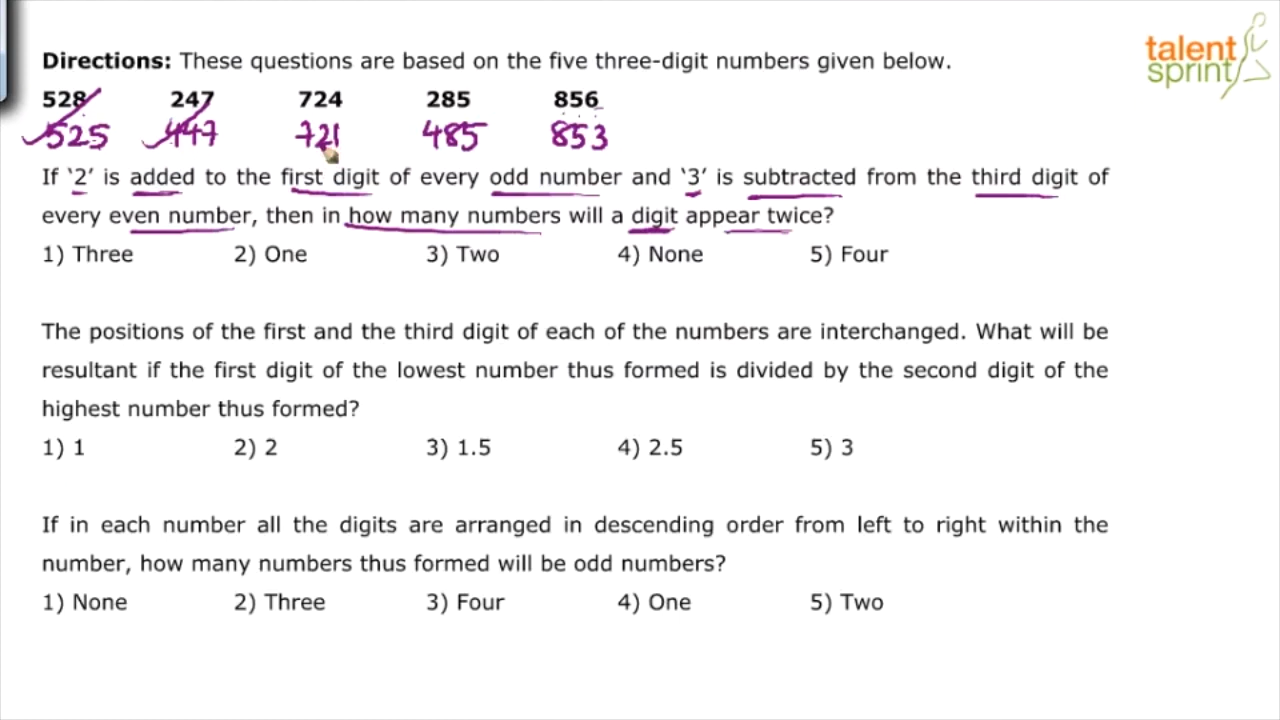 talent
sprint
Directions: These questions are based on the five three-digit numbers given below.
528 247 724 285 856
525 447 721 485 853
If ‘2’ is added to the first digit of every odd number and ‘3’ is subtracted from the third digit of
every even number, then in how many numbers will a digit appear twice?
1) Three 2) One 3) Two 4) None 5) Four
The positions of the first and the third digit of each of the numbers are interchanged. What will be
resultant if the first digit of the lowest number thus formed is divided by the second digit of the
highest number thus formed?
1) 1 2) 2 3) 1.5 4) 2.5 5) 3
If in each number all the digits are arranged in descending order from left to right within the
number, how many numbers thus formed will be odd numbers?
1) None 2) Three 3) Four 4) One 5) Two